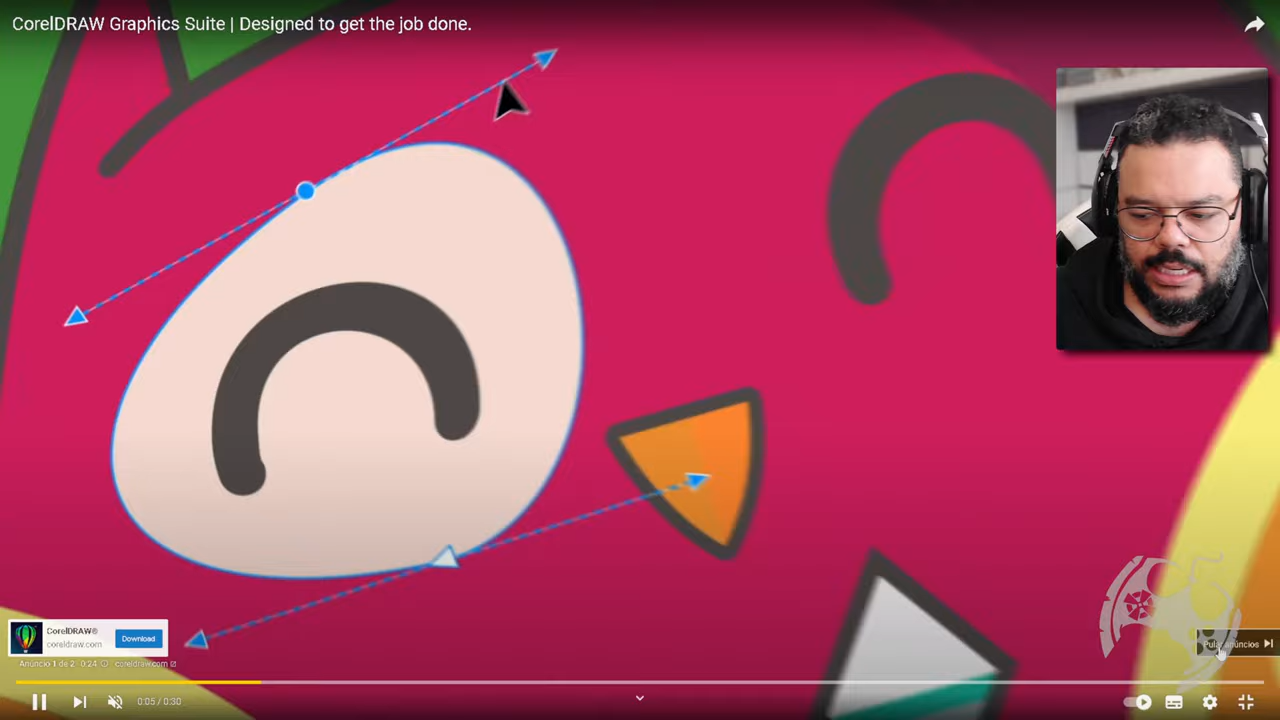 CorelDRAW Graphics Suite | Designed to get the job done.
CorelDRAW®
coreldraw.com
Download
Anúncio 1 de 2 · 0:24
coreldraw.com
Pular anúncios
0:05 / 0:30